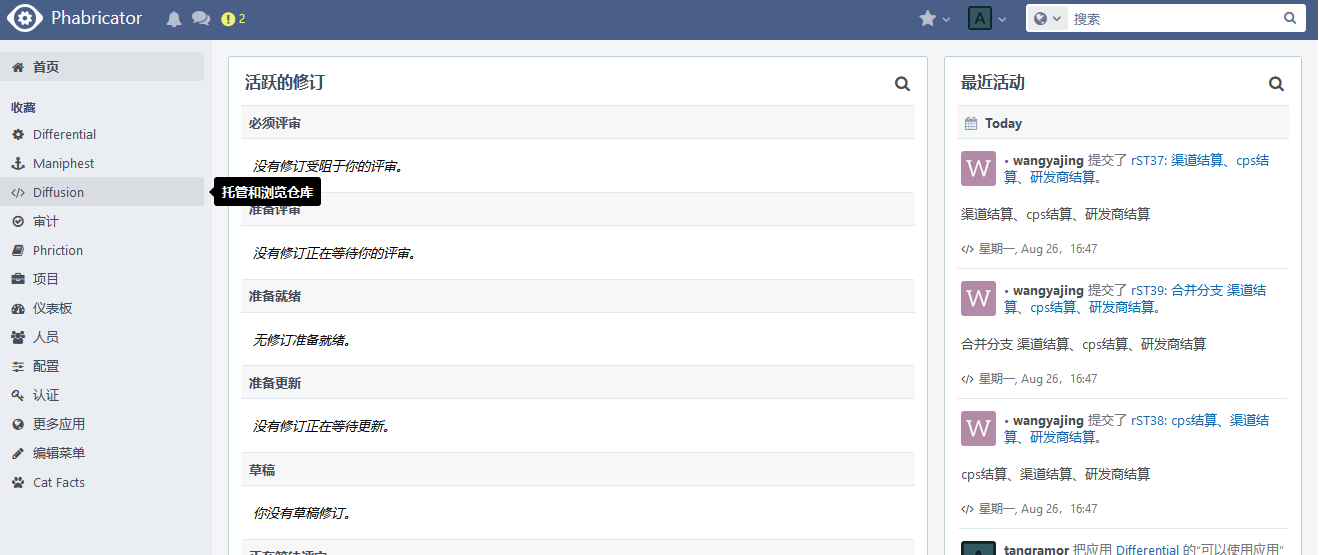 Phabricator
2
A
搜索
首页
收藏
Differential
Maniphest
Diffusion
托管和浏览仓库
审计
Phriction
项目
仪表板
人员
配置
认证
更多应用
编辑菜单
Cat Facts
活跃的修订
必须评审
没有修订受阻于你的评审。
准备评审
没有修订正在等待你的评审。
准备就绪
无修订准备就绪。
准备更新
没有修订正在等待更新。
草稿
你没有草稿修订。
正在等待评审
最近活动
Today
W
• wangyajing 提交了 rST37: 渠道结算、cps结
算、研发商结算。
渠道结算、cps结算、研发商结算
星期一, Aug 26, 16:47
W
• wangyajing 提交了 rST39: 合并分支 渠道结
算、cps结算、研发商结算。
合并分支 渠道结算、cps结算、研发商结算
星期一, Aug 26, 16:47
W
• wangyajing 提交了 rST38: cps结算、渠道结
算、研发商结算。
cps结算、渠道结算、研发商结算
星期一, Aug 26, 16:47
tangramor 把应用 Differential 的“可以使用应用”